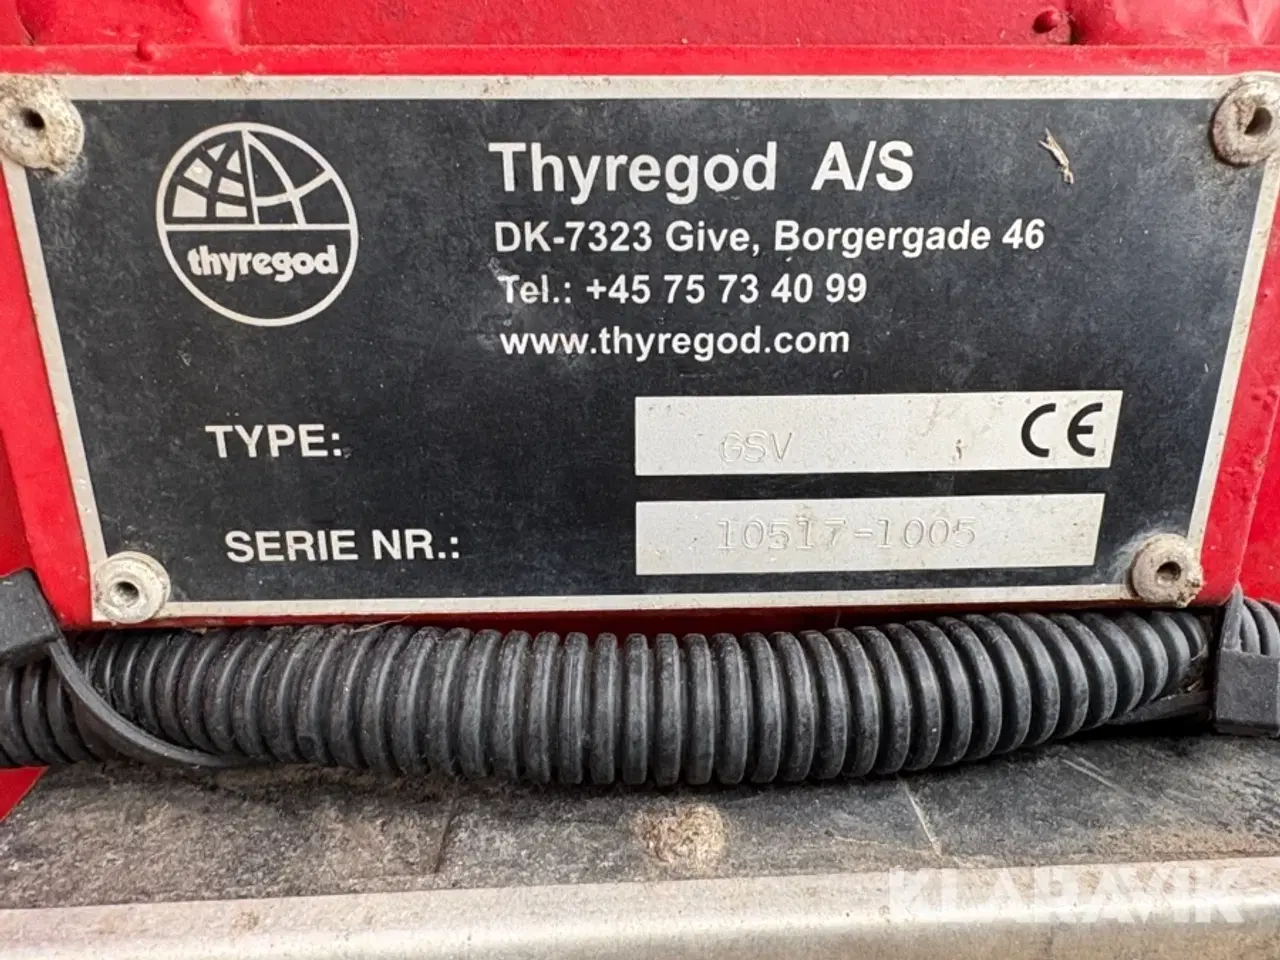 thyregod
Thyregod A/S
DK-7323 Give, Borgergade 46
Tel.: +45 75 73 40 99
www.thyregod.com
TYPE: GSV CE
SERIE NR.: 10517-1005
KLARAVIK